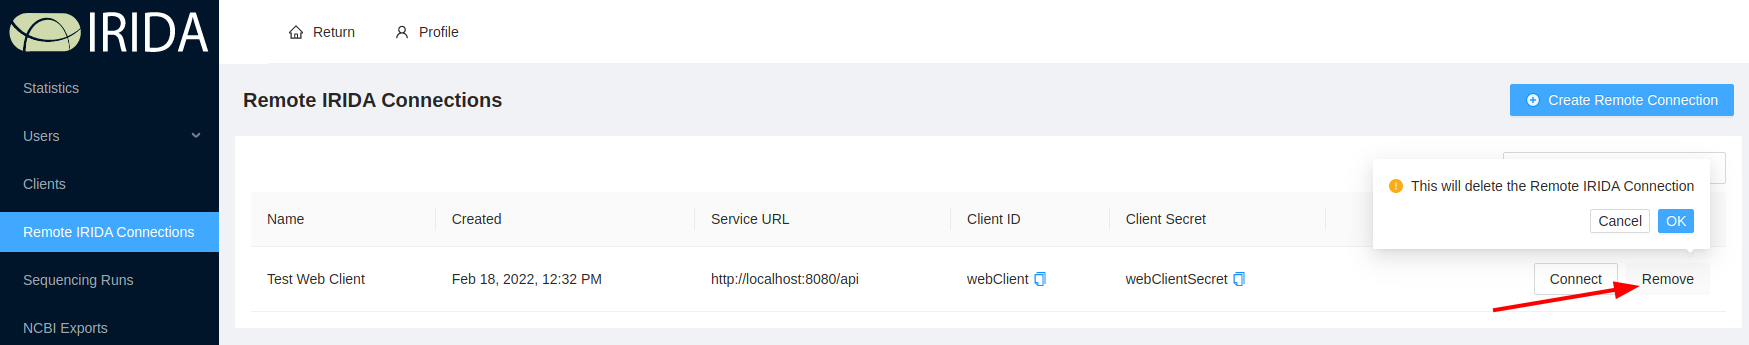 IRIDA
Return
Profile
Statistics
Users
Clients
Remote IRIDA Connections
Sequencing Runs
NCBI Exports
Remote IRIDA Connections
Create Remote Connection
This will delete the Remote IRIDA Connection
Cancel
OK
Name
Created
Service URL
Client ID
Client Secret
Test Web Client
Feb 18, 2022, 12:32 PM
http://localhost:8080/api
webClient
webClientSecret
Connect
Remove